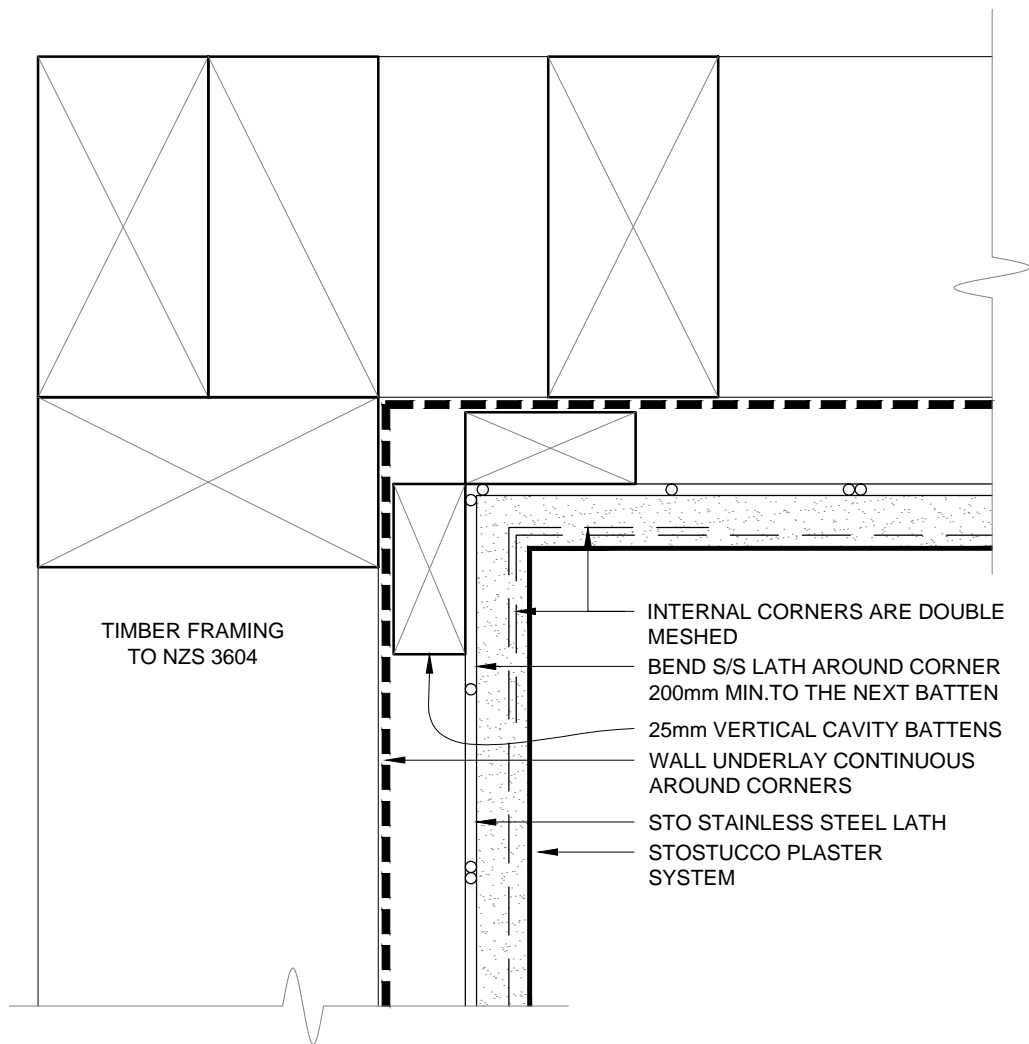 TIMBER FRAMING
TO NZS 3604
INTERNAL CORNERS ARE DOUBLE
MESHED
BEND S/S LATH AROUND CORNER
200mm MIN.TO THE NEXT BATTEN
25mm VERTICAL CAVITY BATTENS
WALL UNDERLAY CONTINUOUS
AROUND CORNERS
STO STAINLESS STEEL LATH
STOSTUCCO PLASTER
SYSTEM